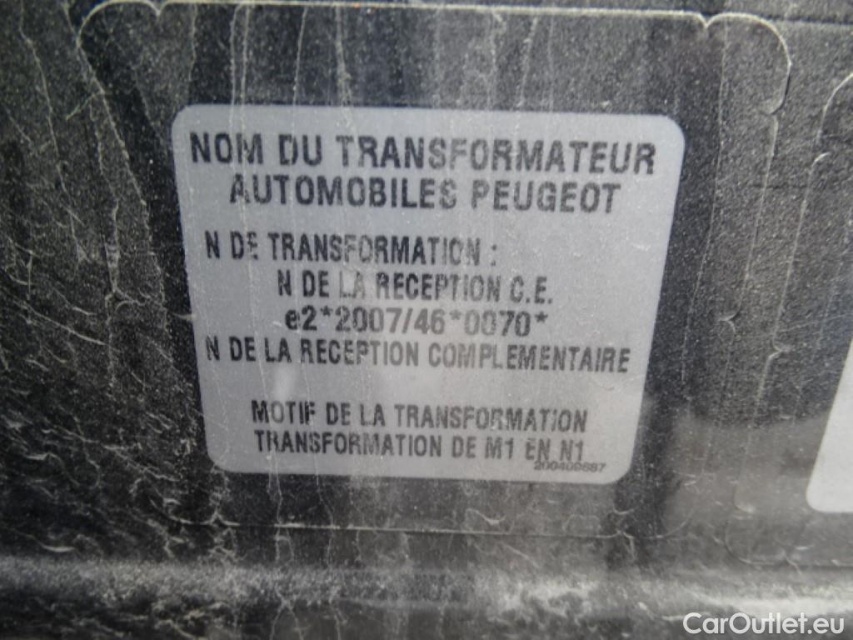 NOM DU TRANSFORMATEUR
AUTOMOBILES PEUGEOT
N DE TRANSFORMATION :
N DE LA RECEPTION C.E.
e2*2007/46*0070*
N DE LA RECEPTION COMPLEMENTAIRE
MOTIF DE LA TRANSFORMATION
TRANSFORMATION DE M1 EN N1
CarOutlet.eu